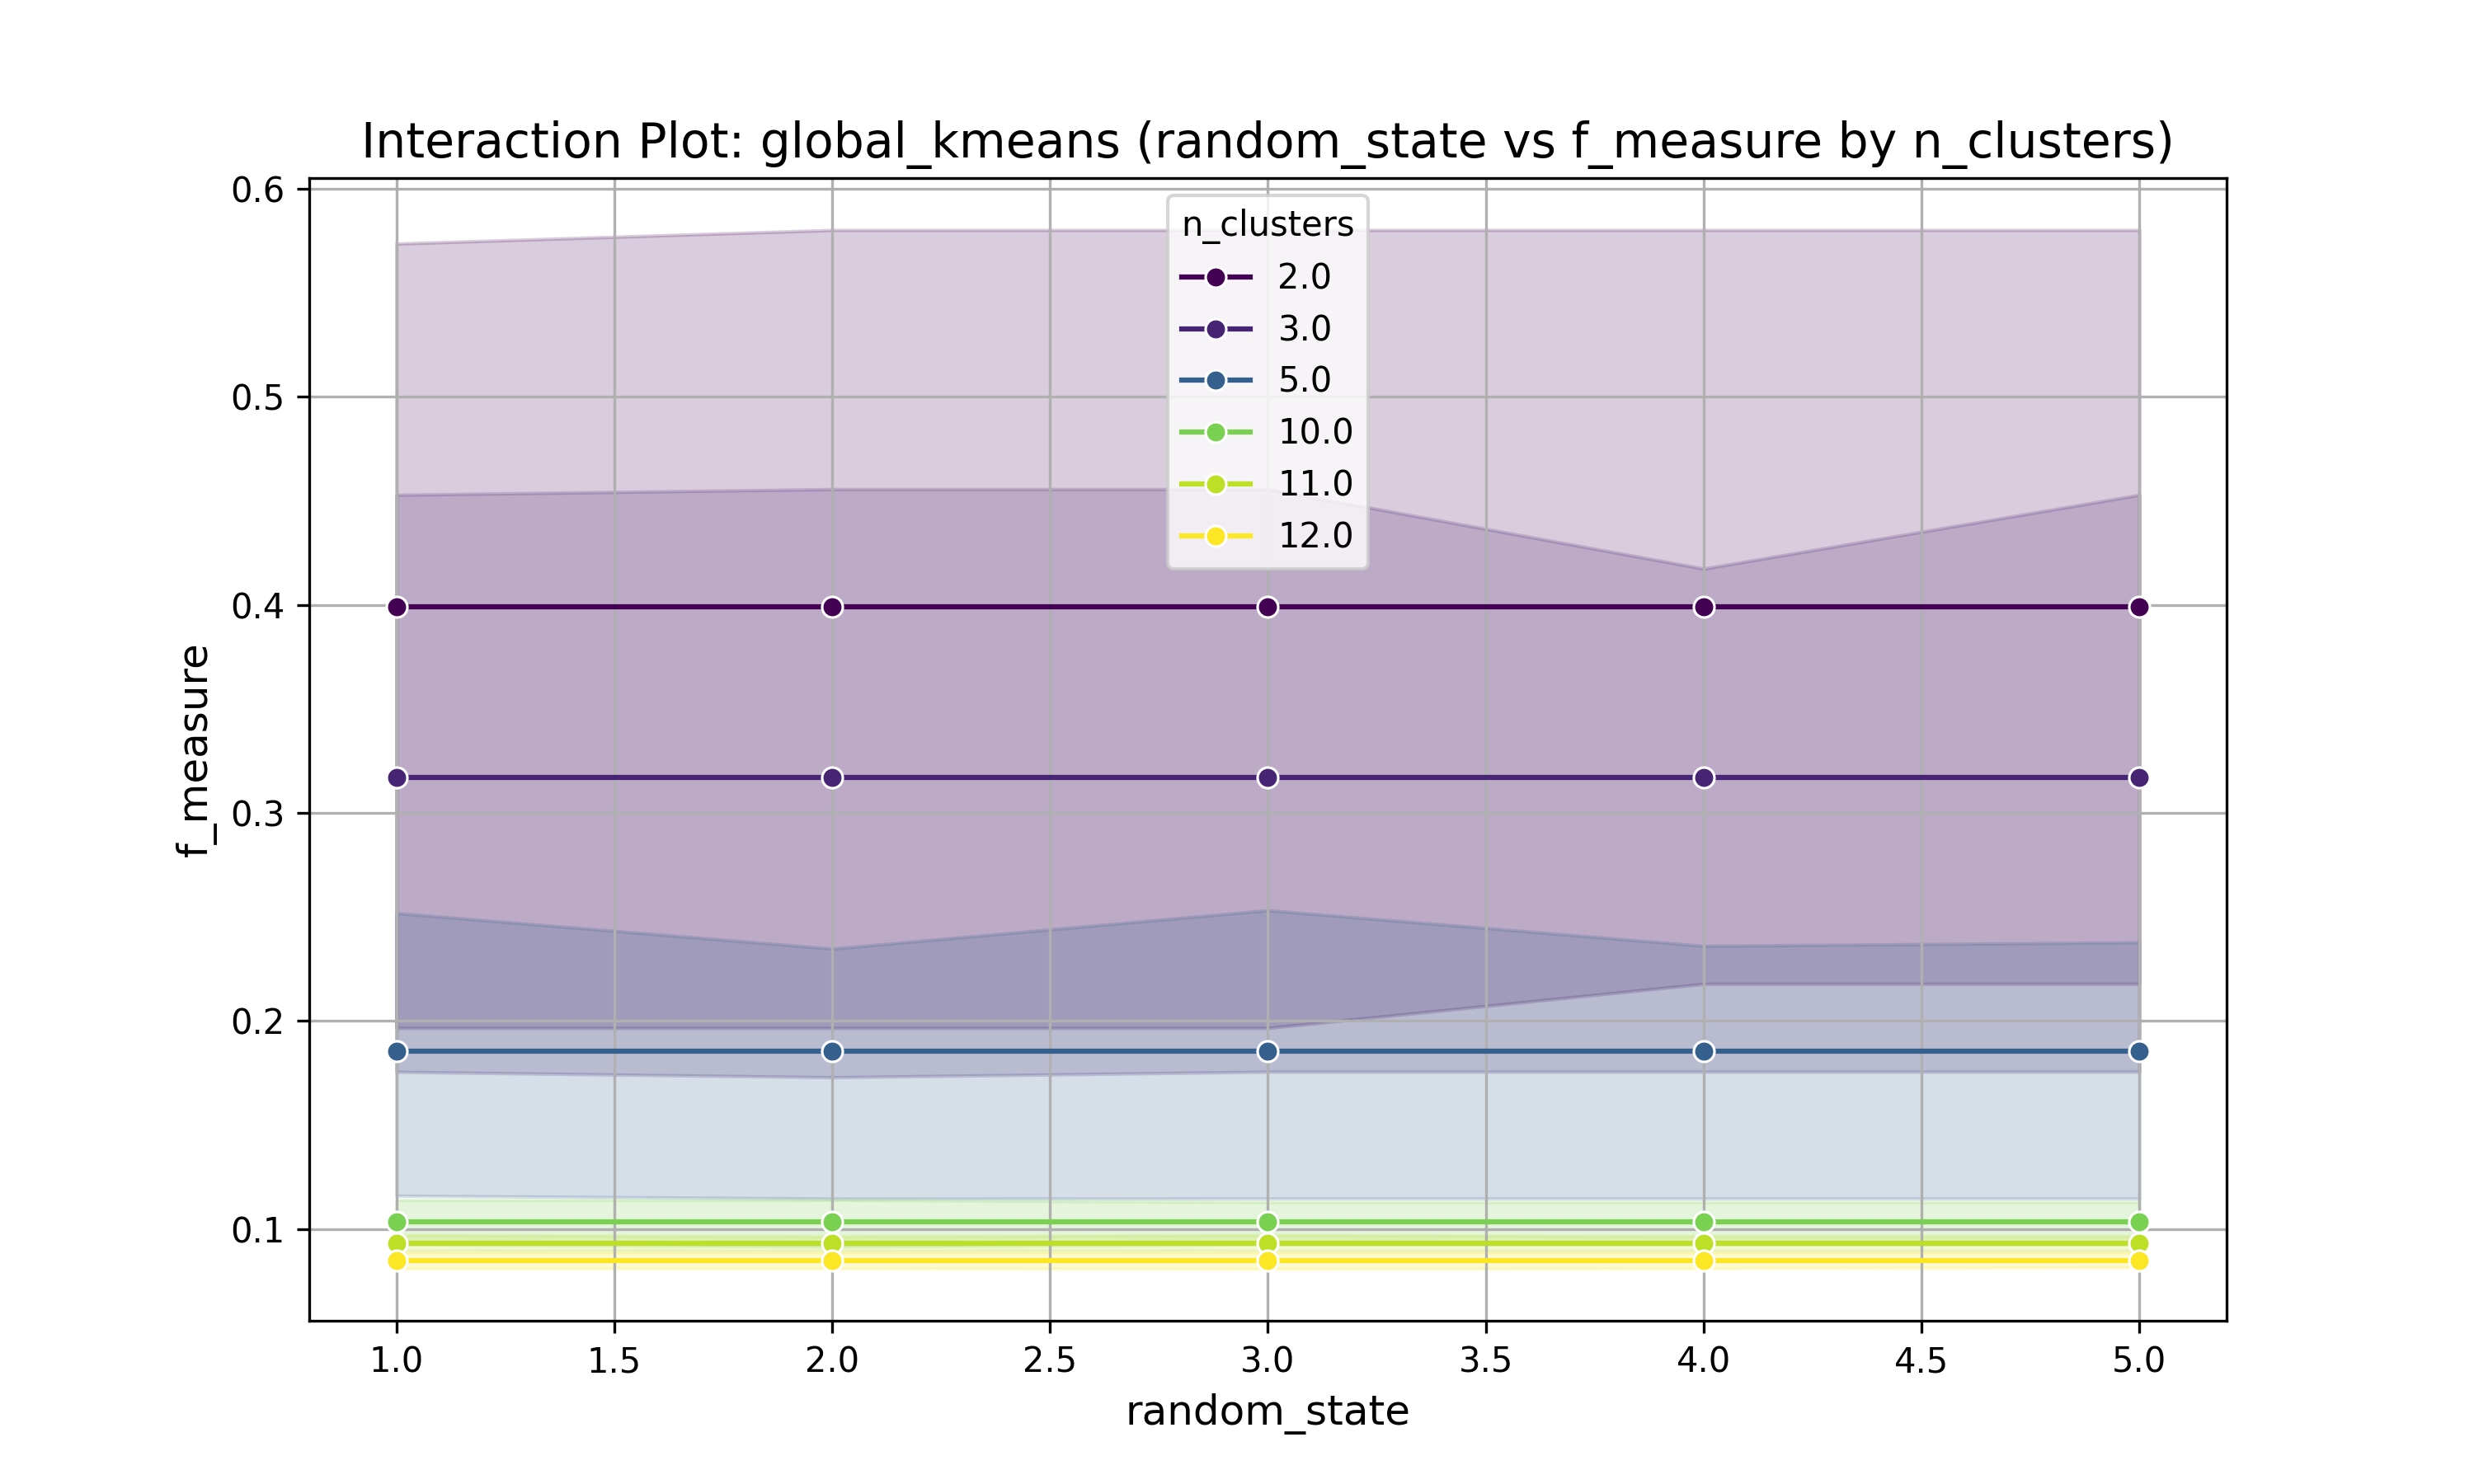 Interaction Plot: global_kmeans (random_state vs f_measure by n_clusters)
0.6
0.5
0.4
0.3
0.2
0.1
f_measure
n_clusters
2.0
3.0
5.0
10.0
11.0
12.0
1.0 1.5 2.0 2.5 3.0 3.5 4.0 4.5 5.0
random_state